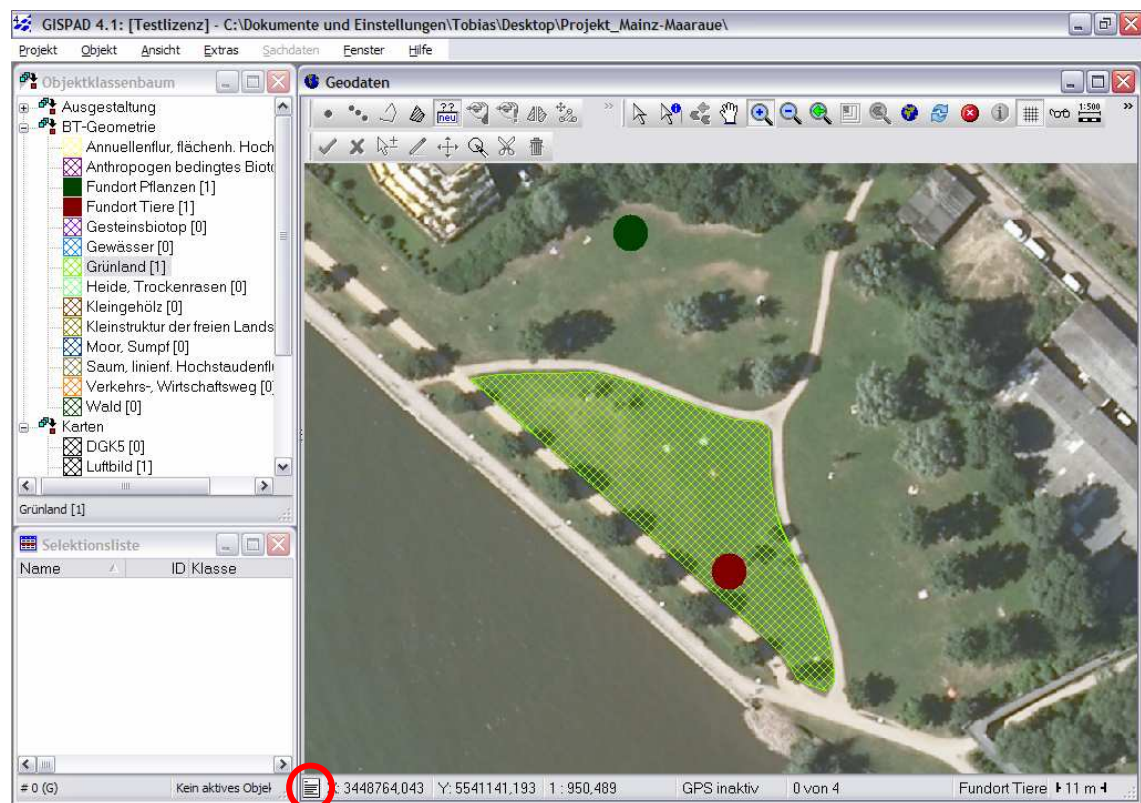 GISPAD 4.1: [Testlizenz] - C:\Dokumente und Einstellungen\Tobias\Desktop\Projekt_Mainz-Maaraue\
Projekt Objekt Ansicht Extras Sachdaten Fenster Hilfe
Objektklassenbaum
Ausgestaltung
BT-Geometrie
Annuellenflur, flächenh. Hoch
Anthropogen bedingtes Bioto
Fundort Pflanzen [1]
Fundort Tiere [1]
Gesteinsbiotop [0]
Gewässer [0]
Grünland [1]
Heide, Trockenrasen [0]
Kleingehölz [0]
Kleinstruktur der freien Lands
Moor, Sumpf [0]
Saum, linienf. Hochstaudenfl
Verkehrs-, Wirtschaftsweg [0]
Wald [0]
Karten
DGK5 [0]
Luftbild [1]
Grünland [1]
Selektionsliste
Name ID Klasse
# 0 (G) Kein aktives Objek
Geodaten
?? neu
» 1:500 »
: 3448764,043 Y: 5541141,193 1 : 950,489 GPS inaktiv 0 von 4 Fundort Tiere 11 m